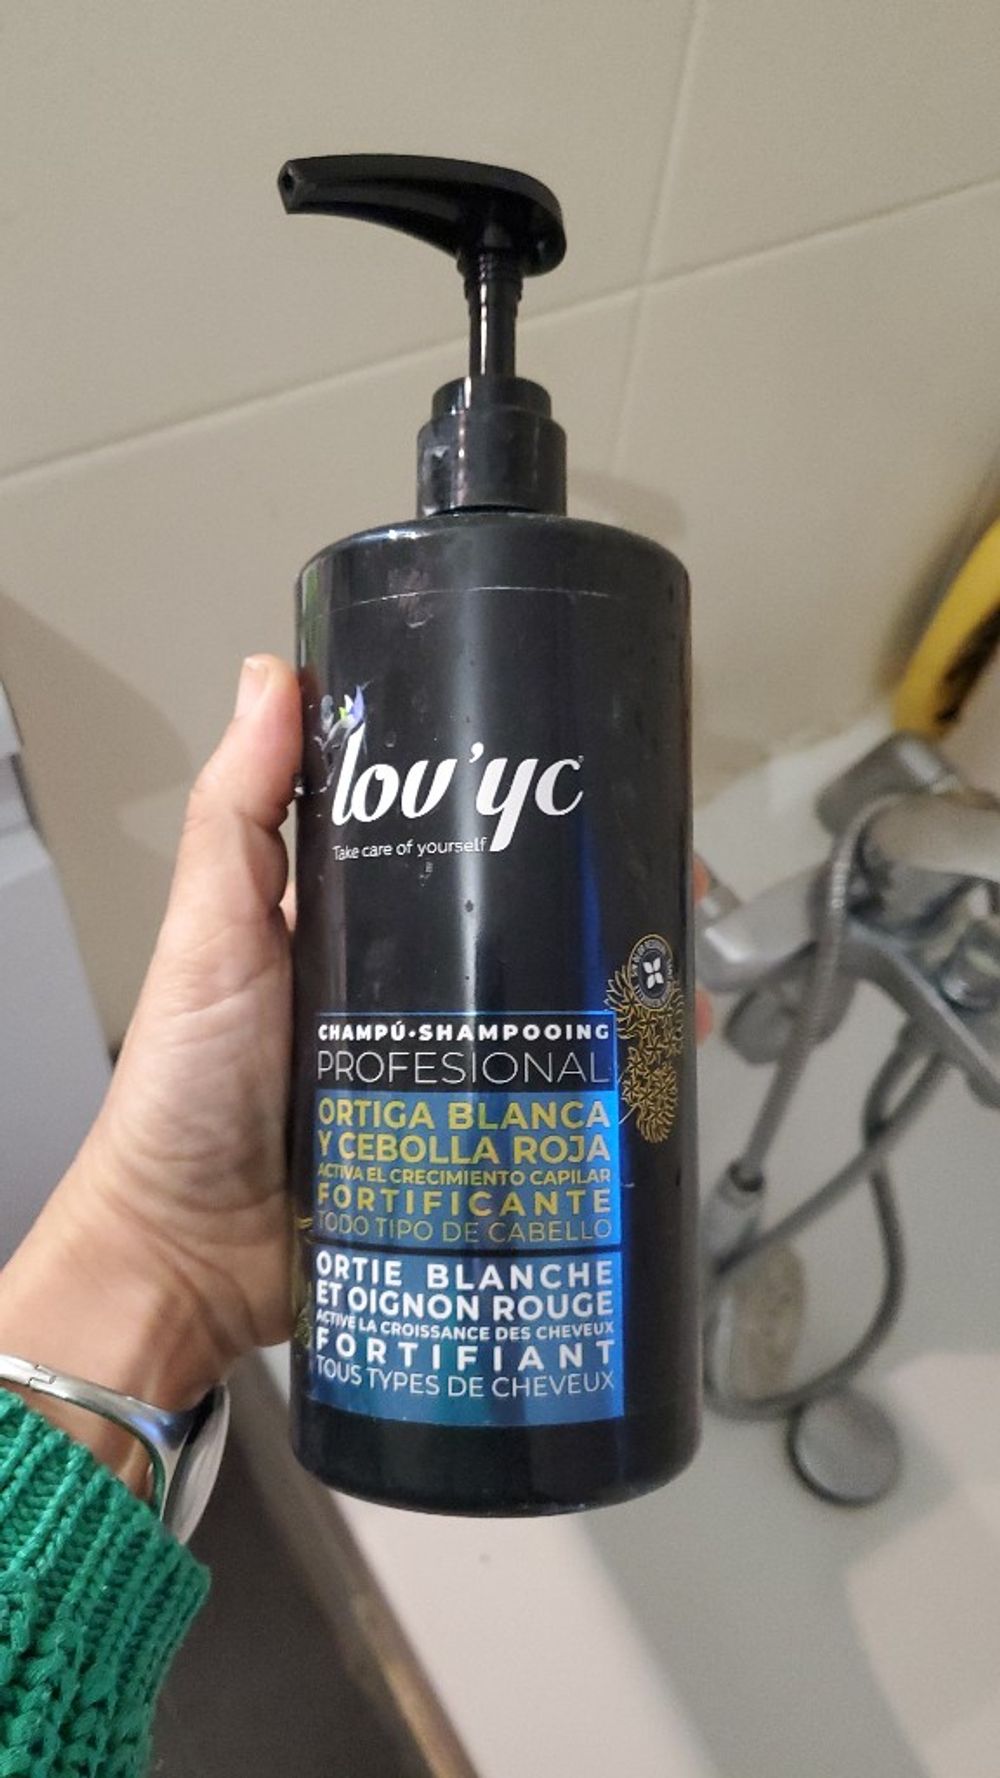 lov'yc
Take care of yourself
CHAMPÚ·SHAMPOOING
PROFESIONAL
ORTIGA BLANCA
Y CEBOLLA ROJA
ACTIVA EL CRECIMIENTO CAPILAR
FORTIFICANTE
TODO TIPO DE CABELLO
ORTIE BLANCHE
ET OIGNON ROUGE
ACTIVE LA CROISSANCE DES CHEVEUX
FORTIFIANT
TOUS TYPES DE CHEVEUX